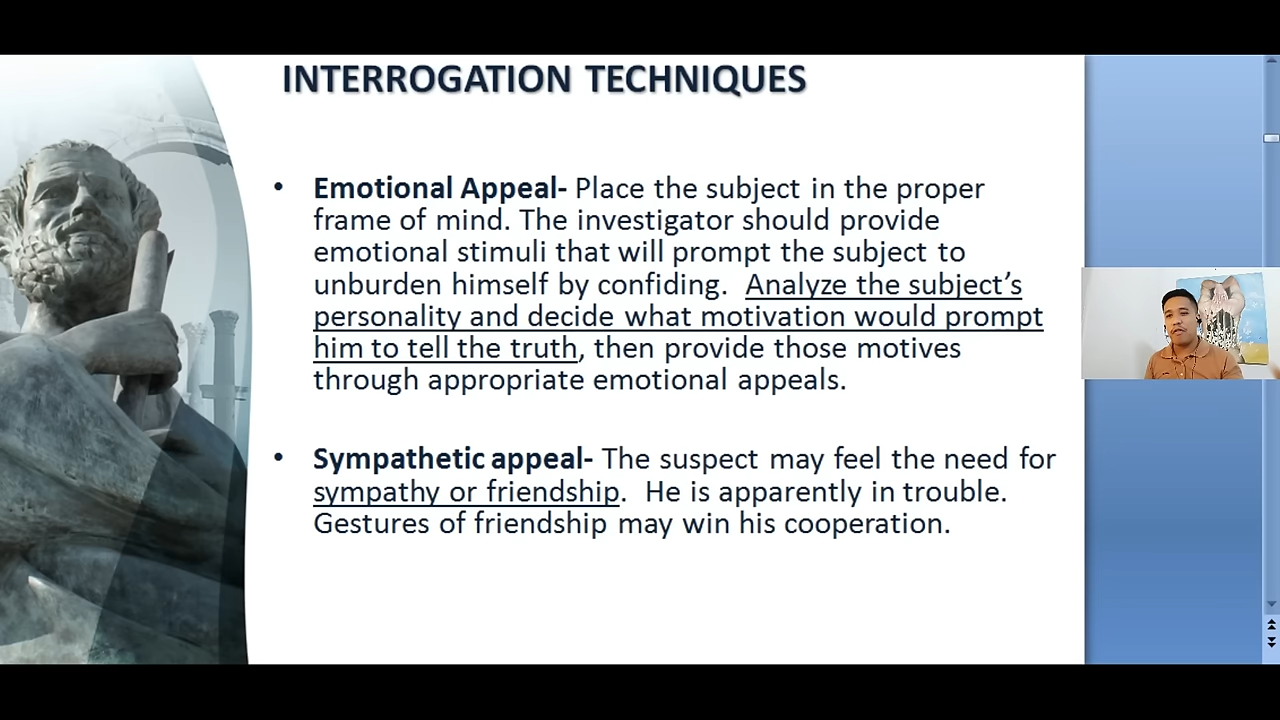 INTERROGATION TECHNIQUES
• Emotional Appeal- Place the subject in the proper
frame of mind. The investigator should provide
emotional stimuli that will prompt the subject to
unburden himself by confiding. Analyze the subject's
personality and decide what motivation would prompt
him to tell the truth, then provide those motives
through appropriate emotional appeals.
• Sympathetic appeal- The suspect may feel the need for
sympathy or friendship. He is apparently in trouble.
Gestures of friendship may win his cooperation.